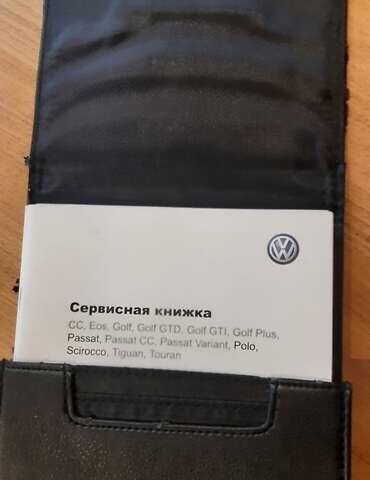 Сервисная книжка
CC, Eos, Golf, Golf GTD, Golf GTI, Golf Plus,
Passat, Passat CC, Passat Variant, Polo,
Scirocco, Tiguan, Touran